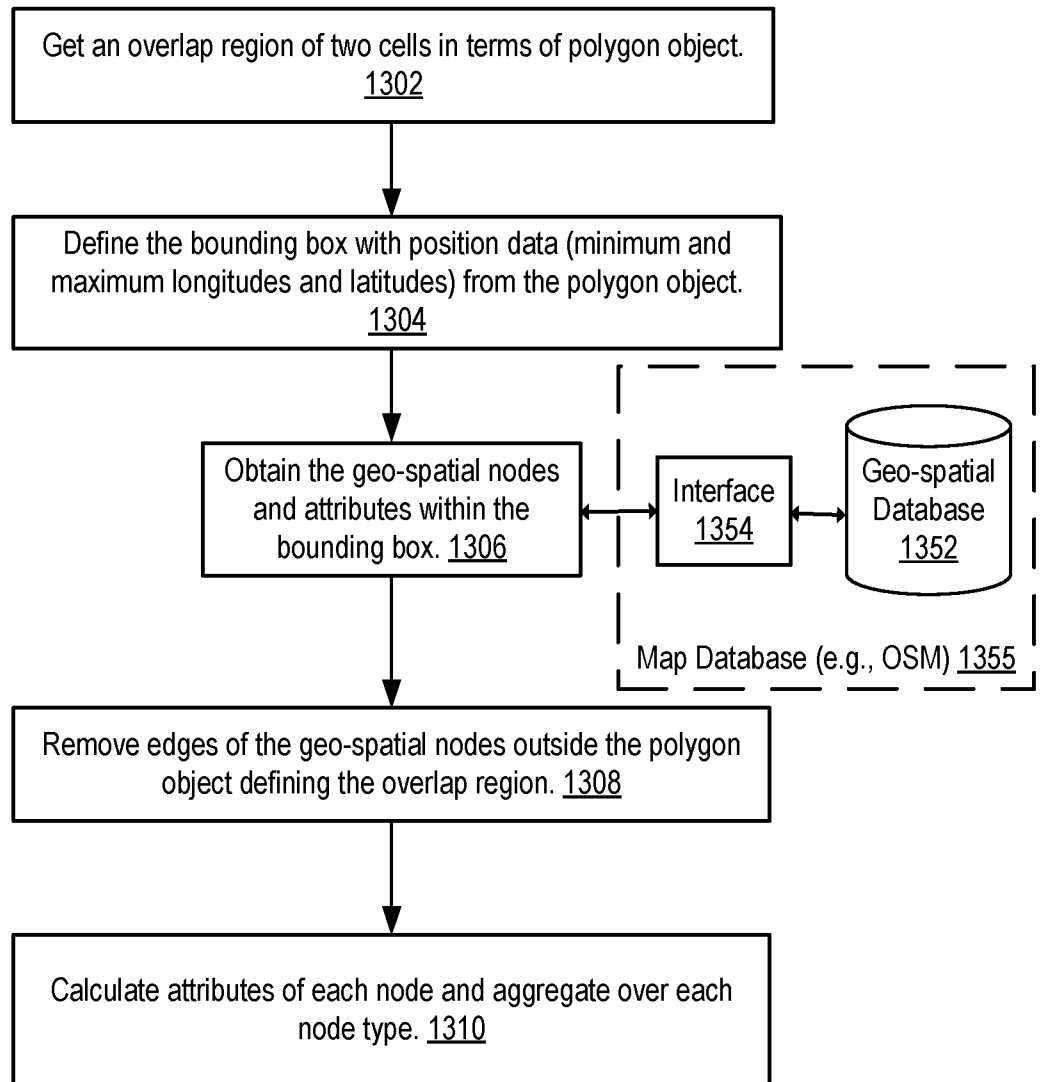 Get an overlap region of two cells in terms of polygon object.
1302
Define the bounding box with position data (minimum and
maximum longitudes and latitudes) from the polygon object.
1304
Obtain the geo-spatial nodes
and attributes within the
bounding box. 1306
Interface
1354
Geo-spatial
Database
1352
Map Database (e.g., OSM) 1355
Remove edges of the geo-spatial nodes outside the polygon
object defining the overlap region. 1308
Calculate attributes of each node and aggregate over each
node type. 1310